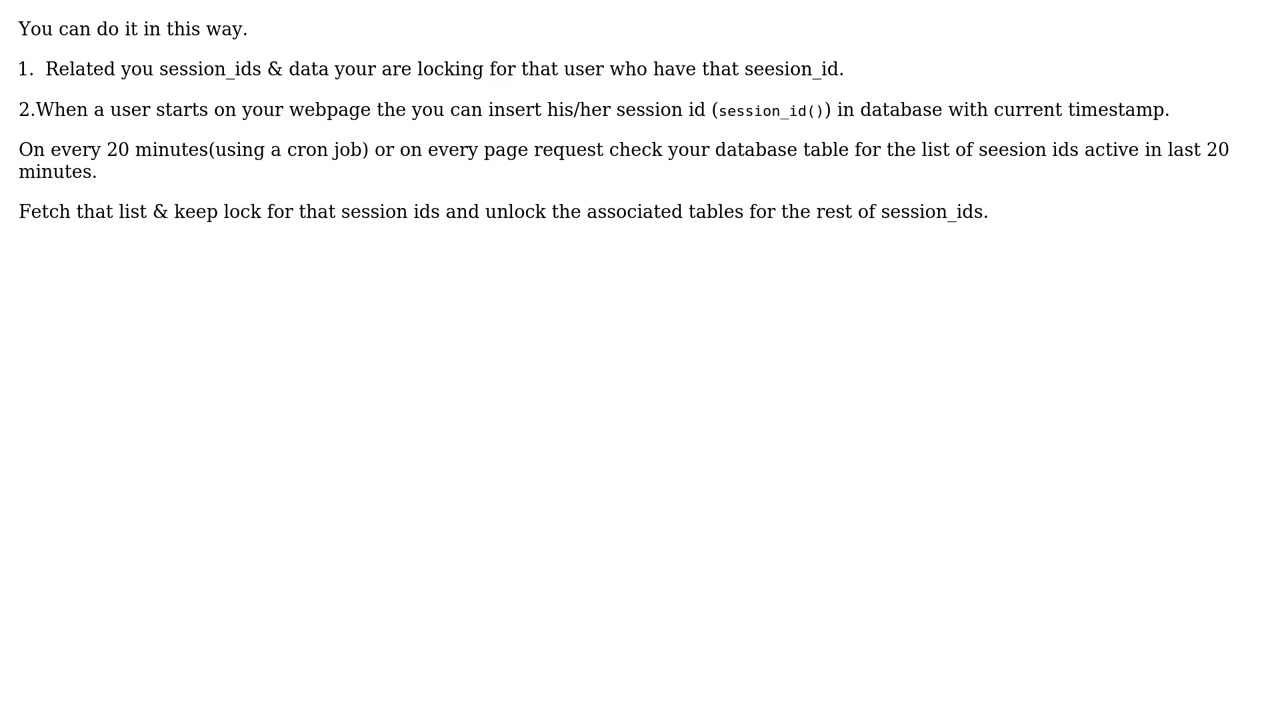 You can do it in this way.
1.  Related you session_ids & data your are locking for that user who have that seesion_id.
2.When a user starts on your webpage the you can insert his/her session id (session_id()) in database with current timestamp.
On every 20 minutes(using a cron job) or on every page request check your database table for the list of seesion ids active in last 20
minutes.
Fetch that list & keep lock for that session ids and unlock the associated tables for the rest of session_ids.